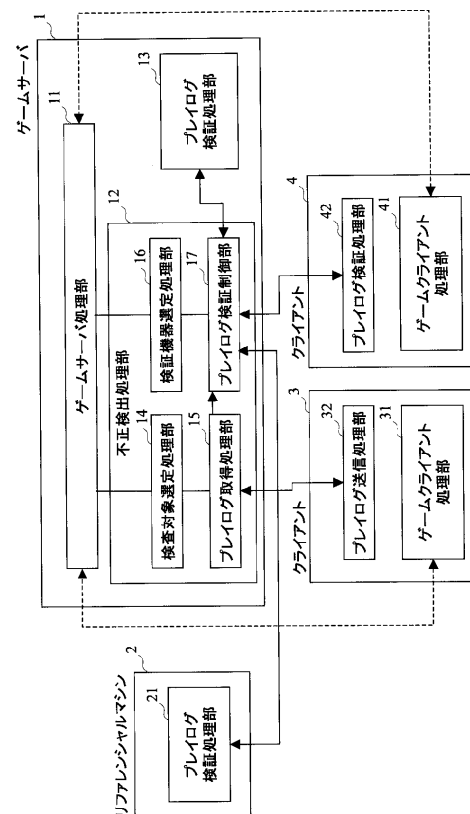 ゲームサーバ
1
11
ゲームサーバ処理部
12
不正検出処理部
14
検査対象選定処理部
16
検証機器選定処理部
15
プレイログ取得処理部
17
プレイログ検証制御部
13
プレイログ
検証処理部
リファレンシャルマシン
2
21
プレイログ
検証処理部
クライアント
3
32
プレイログ送信処理部
31
ゲームクライアント
処理部
クライアント
4
42
プレイログ検証処理部
41
ゲームクライアント
処理部